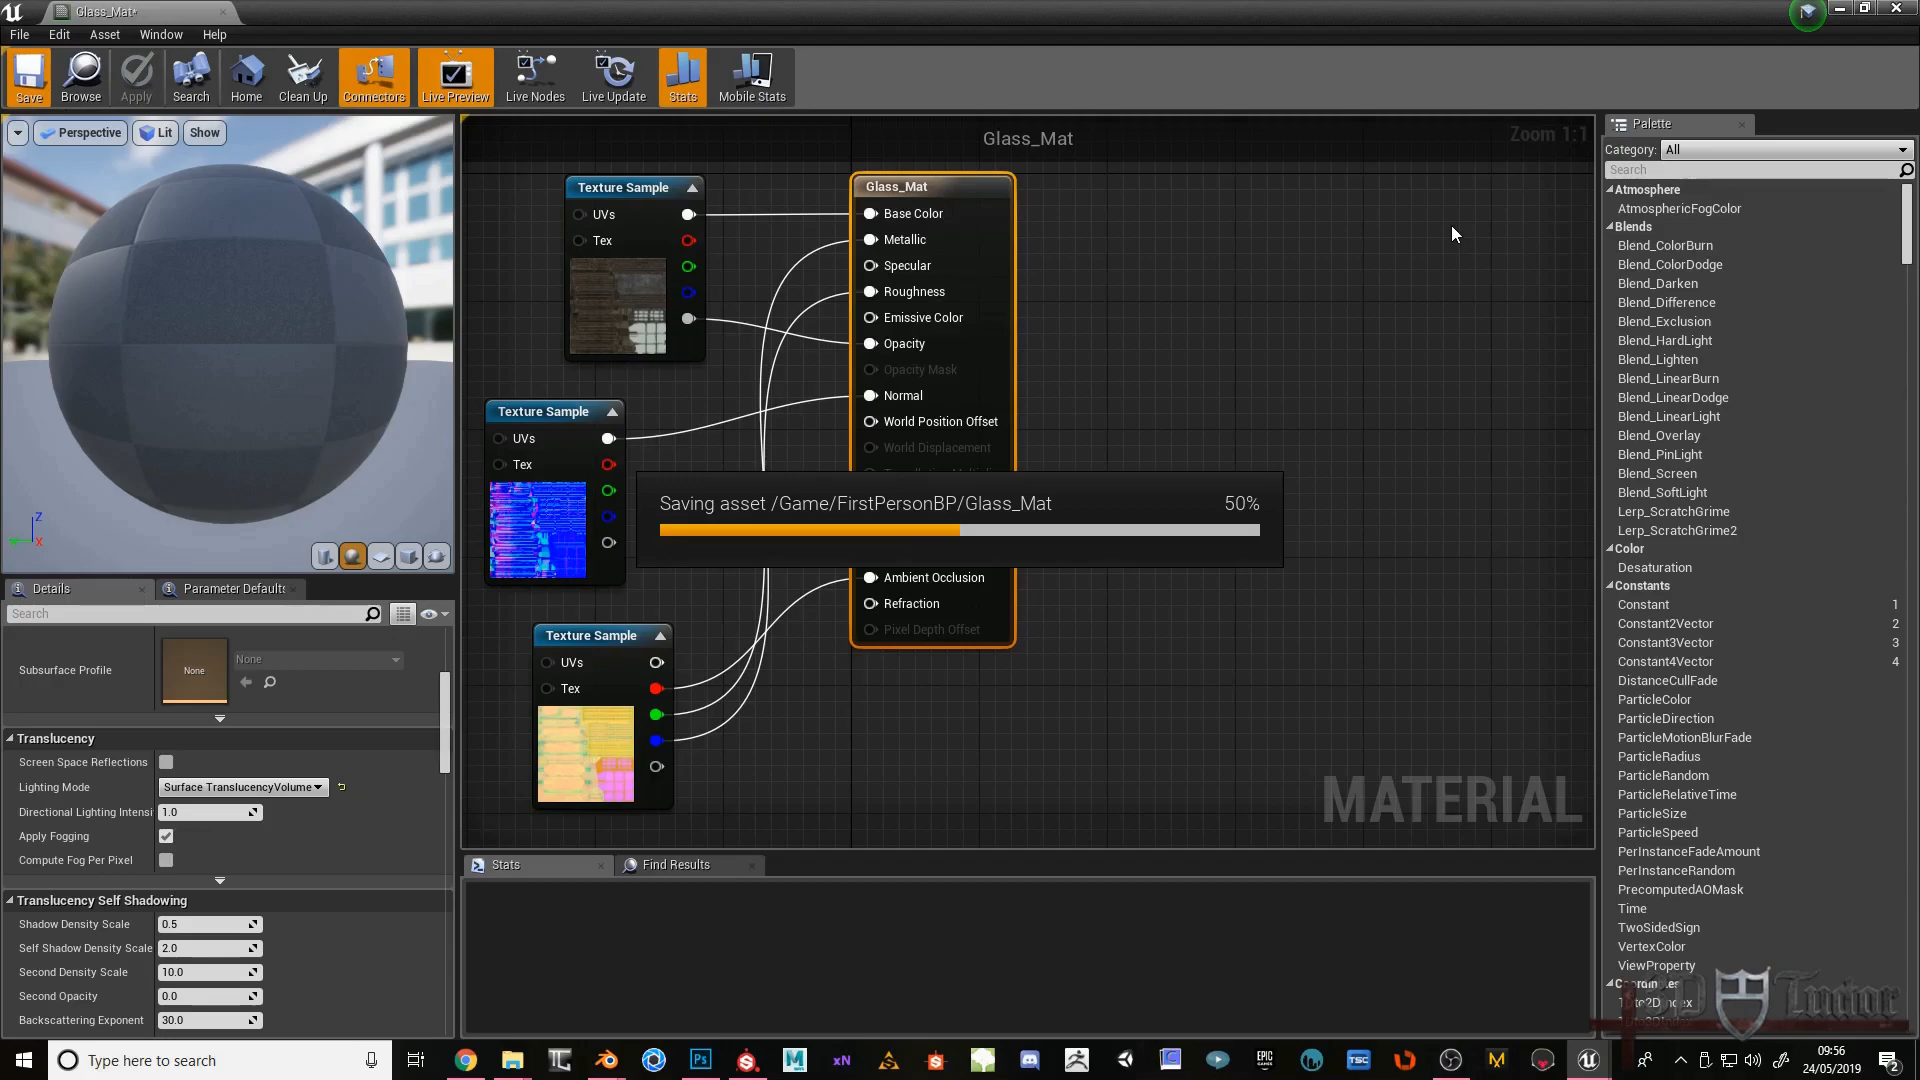 Glass_Mat*
File Edit Asset Window Help
Save Browse Apply Search Home Clean Up Connectors Live Preview Live Nodes Live Update Stats Mobile Stats
Perspective Lit Show
Z
X
Glass_Mat
Zoom 1:1
Texture Sample
UVs
Tex
Texture Sample
UVs
Tex
Texture Sample
UVs
Tex
Glass_Mat
Base Color
Metallic
Specular
Roughness
Emissive Color
Opacity
Opacity Mask
Normal
World Position Offset
World Displacement
Saving asset /Game/FirstPersonBP/Glass_Mat 50%
Ambient Occlusion
Refraction
Pixel Depth Offset
MATERIAL
Details Parameter Defaults
Search
Subsurface Profile None None
Translucency
Screen Space Reflections
Lighting Mode Surface TranslucencyVolume
Directional Lighting Intensi 1.0
Apply Fogging
Compute Fog Per Pixel
Translucency Self Shadowing
Shadow Density Scale 0.5
Self Shadow Density Scale 2.0
Second Density Scale 10.0
Second Opacity 0.0
Backscattering Exponent 30.0
Stats Find Results
Palette
Category: All
Search
Atmosphere
AtmosphericFogColor
Blends
Blend_ColorBurn
Blend_ColorDodge
Blend_Darken
Blend_Difference
Blend_Exclusion
Blend_HardLight
Blend_Lighten
Blend_LinearBurn
Blend_LinearDodge
Blend_LinearLight
Blend_Overlay
Blend_PinLight
Blend_Screen
Blend_SoftLight
Lerp_ScratchGrime
Lerp_ScratchGrime2
Color
Desaturation
Constants
Constant 1
Constant2Vector 2
Constant3Vector 3
Constant4Vector 4
DistanceCullFade
ParticleColor
ParticleDirection
ParticleMotionBlurFade
ParticleRadius
ParticleRandom
ParticleRelativeTime
ParticleSize
ParticleSpeed
PerInstanceFadeAmount
PerInstanceRandom
PrecomputedAOMask
Time
TwoSidedSign
VertexColor
ViewProperty
3D Tutor
Type here to search
09:56
24/05/2019
2